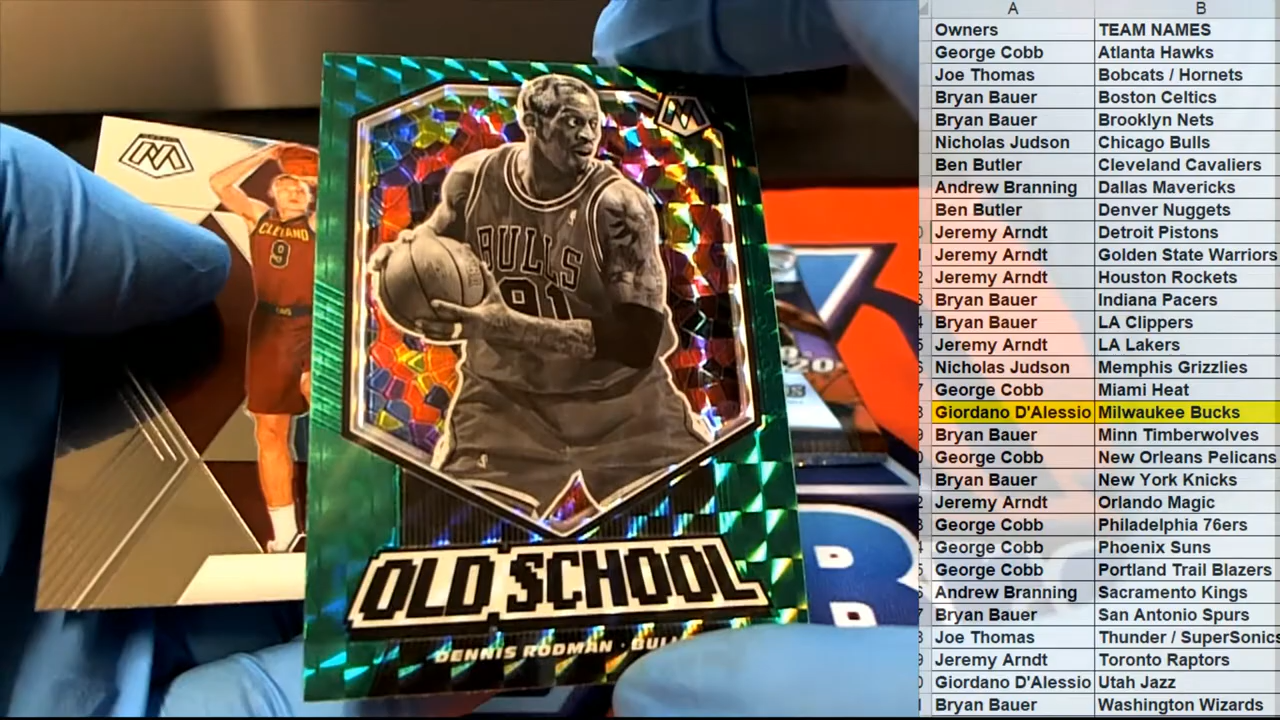 CLEVELAND
9
BULLS
91
OLD SCHOOL
DENNIS RODMAN · BULL
B
A B
Owners TEAM NAMES
George Cobb Atlanta Hawks
Joe Thomas Bobcats / Hornets
Bryan Bauer Boston Celtics
Bryan Bauer Brooklyn Nets
Nicholas Judson Chicago Bulls
Ben Butler Cleveland Cavaliers
Andrew Branning Dallas Mavericks
Ben Butler Denver Nuggets
Jeremy Arndt Detroit Pistons
Jeremy Arndt Golden State Warriors
Jeremy Arndt Houston Rockets
Bryan Bauer Indiana Pacers
Bryan Bauer LA Clippers
Jeremy Arndt LA Lakers
Nicholas Judson Memphis Grizzlies
George Cobb Miami Heat
Giordano D'Alessio Milwaukee Bucks
Bryan Bauer Minn Timberwolves
George Cobb New Orleans Pelicans
Bryan Bauer New York Knicks
Jeremy Arndt Orlando Magic
George Cobb Philadelphia 76ers
George Cobb Phoenix Suns
George Cobb Portland Trail Blazers
Andrew Branning Sacramento Kings
Bryan Bauer San Antonio Spurs
Joe Thomas Thunder / SuperSonics
Jeremy Arndt Toronto Raptors
Giordano D'Alessio Utah Jazz
Bryan Bauer Washington Wizards